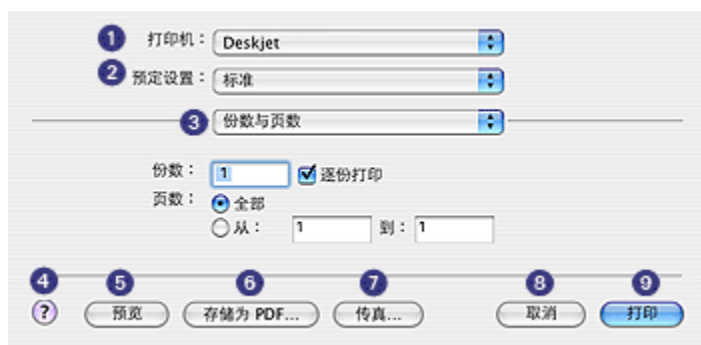 1 打印机： Deskjet
2 预定设置： 标准
3 份数与页数
份数： 1 逐份打印
页数： 全部
从： 1 到： 1
4 5 6 7 8 9
? 预览 存储为 PDF... 传真... 取消 打印